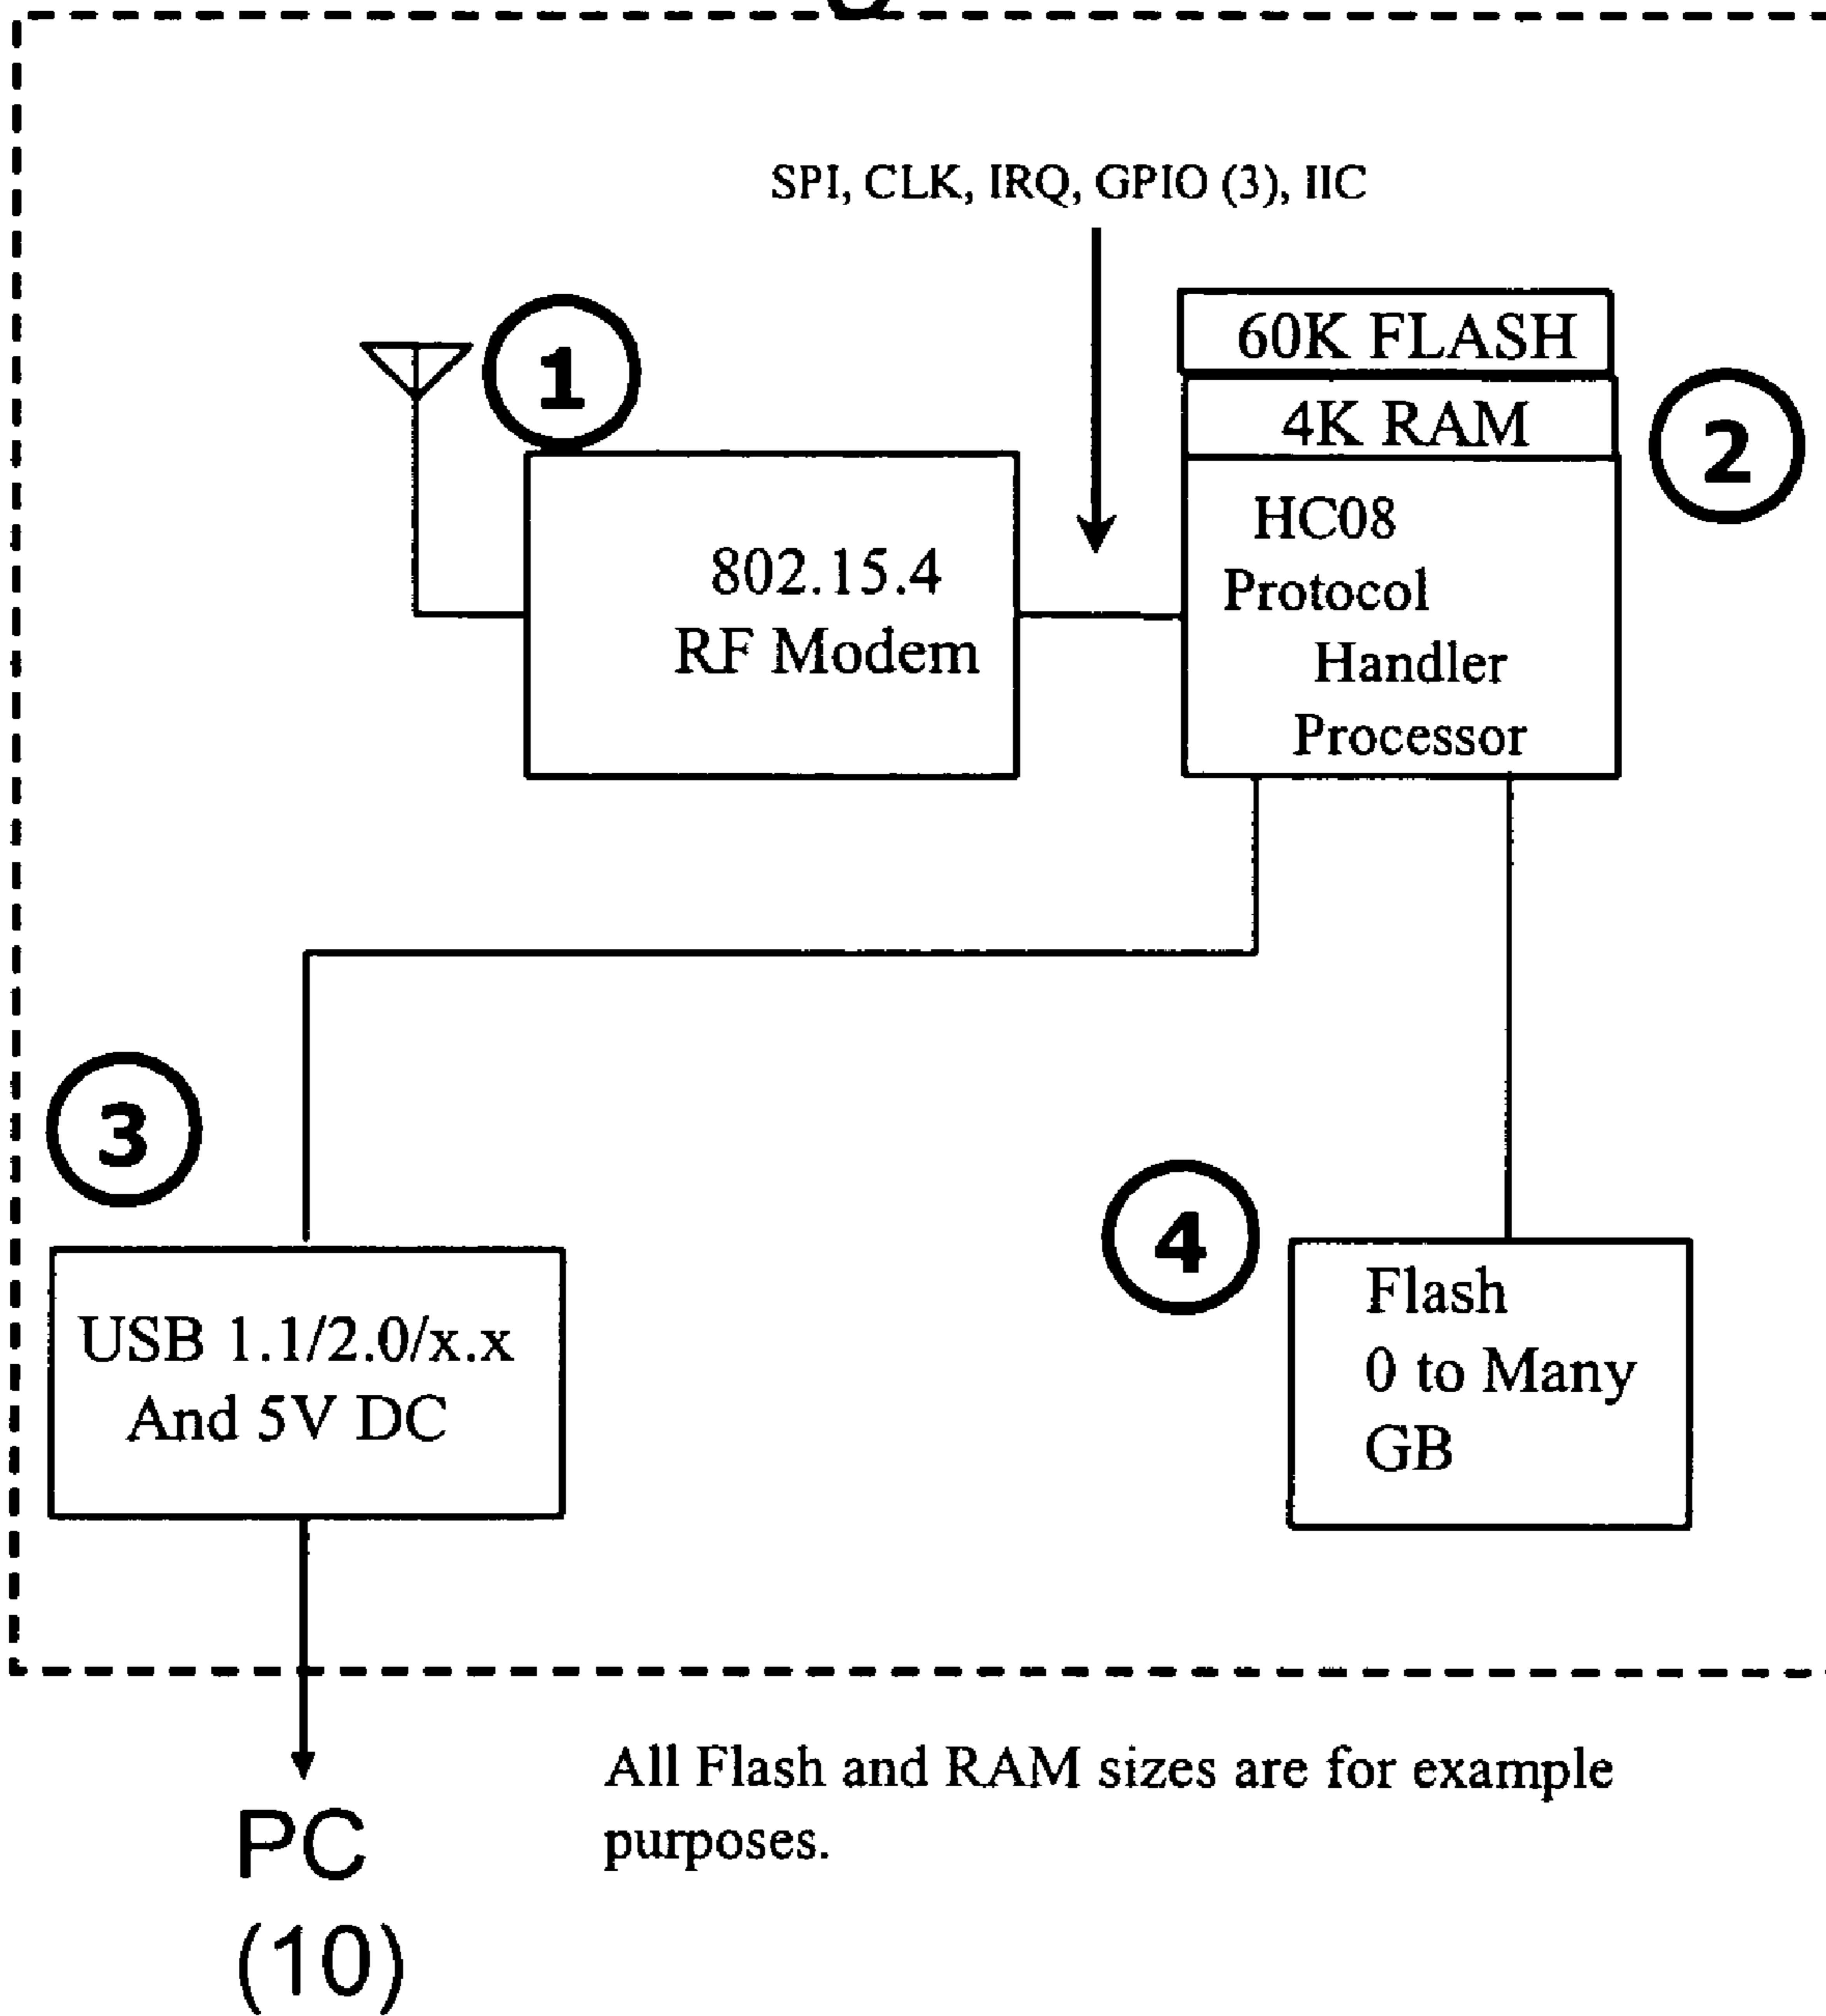 SPI, CLK, IRQ, GPIO (3), IIC
1
60K FLASH
4K RAM
2
802.15.4
RF Modem
HC08
Protocol
Handler
Processor
3
USB 1.1/2.0/x.x
And 5V DC
4
Flash
0 to Many
GB
All Flash and RAM sizes are for example
purposes.
PC
(10)